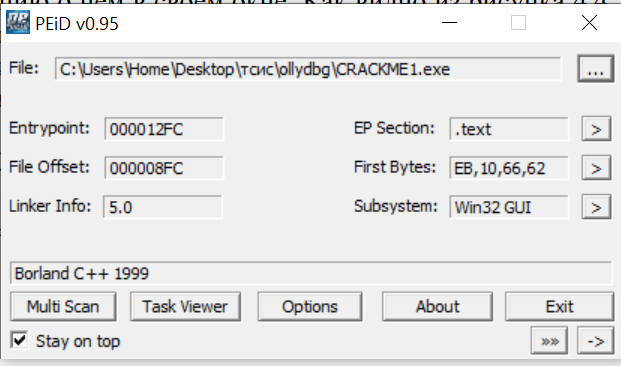 PEiD v0.95
File: C:\Users\Home\Desktop\тсис\ollydbg\CRACKME1.exe ...
Entrypoint: 000012FC EP Section: .text >
File Offset: 000008FC First Bytes: EB,10,66,62 >
Linker Info: 5.0 Subsystem: Win32 GUI >
Borland C++ 1999
Multi Scan Task Viewer Options About Exit
Stay on top »» ->